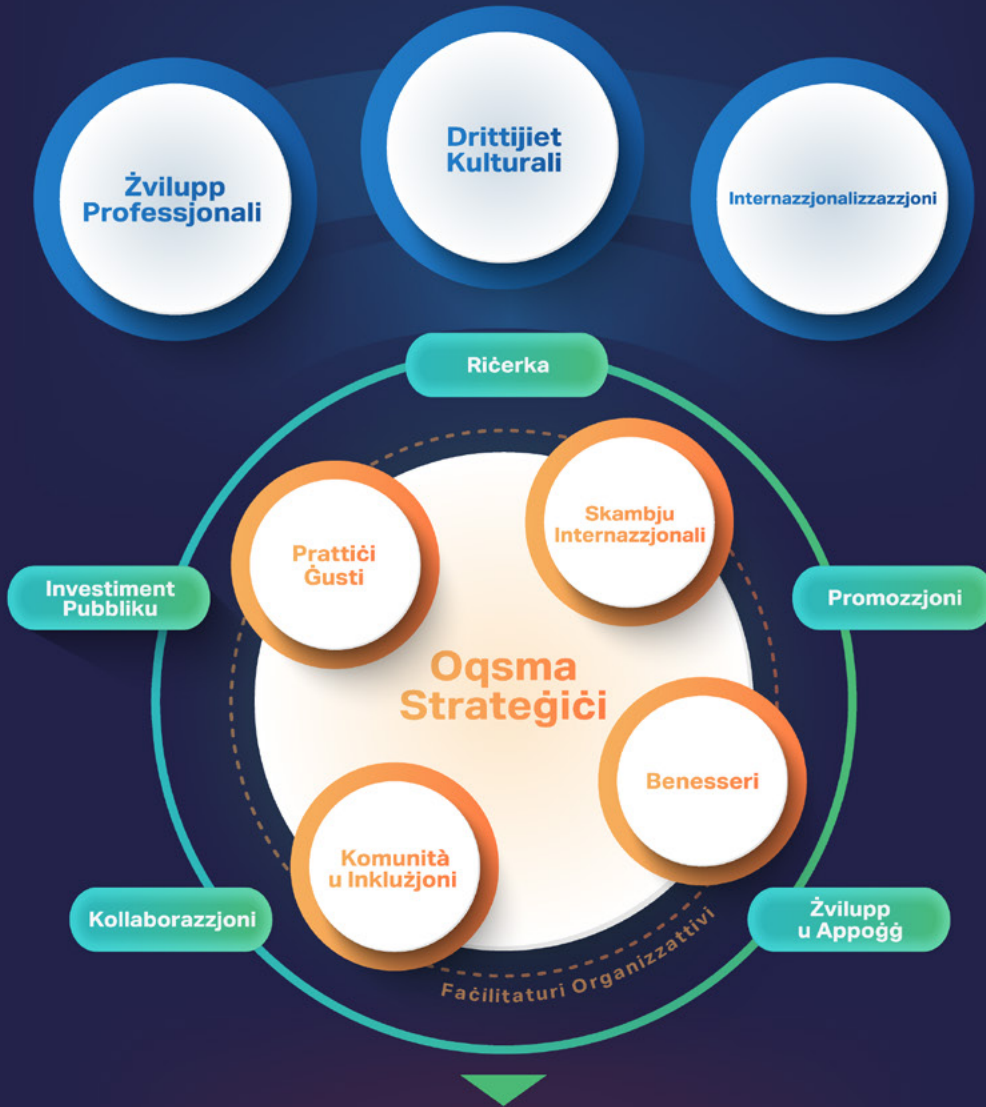 Drittijiet
Kulturali
Żvilupp
Professjonali
Internazzjonalizzazzjoni
Riċerka
Skambju
Internazzjonali
Prattiċi
Ġusti
Investiment
Pubbliku
Promozzjoni
Oqsma
Strateġiċi
Benesseri
Komunità
u Inklużjoni
Kollaborazzjoni
Żvilupp
u Appoġġ
Faċilitaturi Organizzattivi